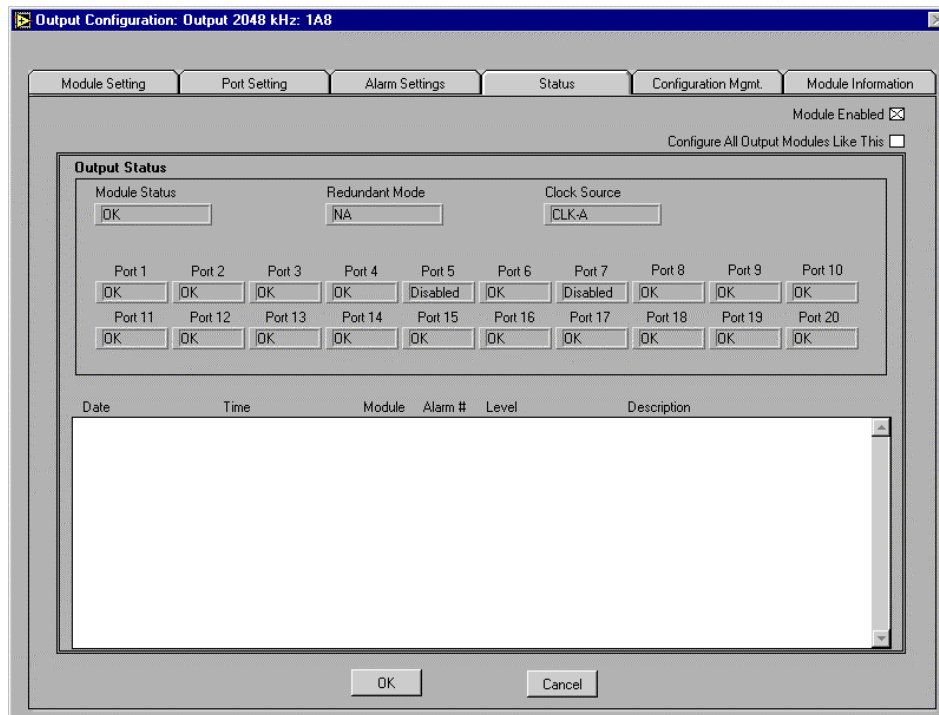 Output Configuration: Output 2048 kHz: 1A8
Module Setting Port Setting Alarm Settings Status Configuration Mgmt. Module Information
Module Enabled
Configure All Output Modules Like This
Output Status
Module Status Redundant Mode Clock Source
OK NA CLK-A
Port 1 Port 2 Port 3 Port 4 Port 5 Port 6 Port 7 Port 8 Port 9 Port 10
OK OK OK OK Disabled OK Disabled OK OK OK
Port 11 Port 12 Port 13 Port 14 Port 15 Port 16 Port 17 Port 18 Port 19 Port 20
OK OK OK OK OK OK OK OK OK OK
Date Time Module Alarm # Level Description
OK Cancel